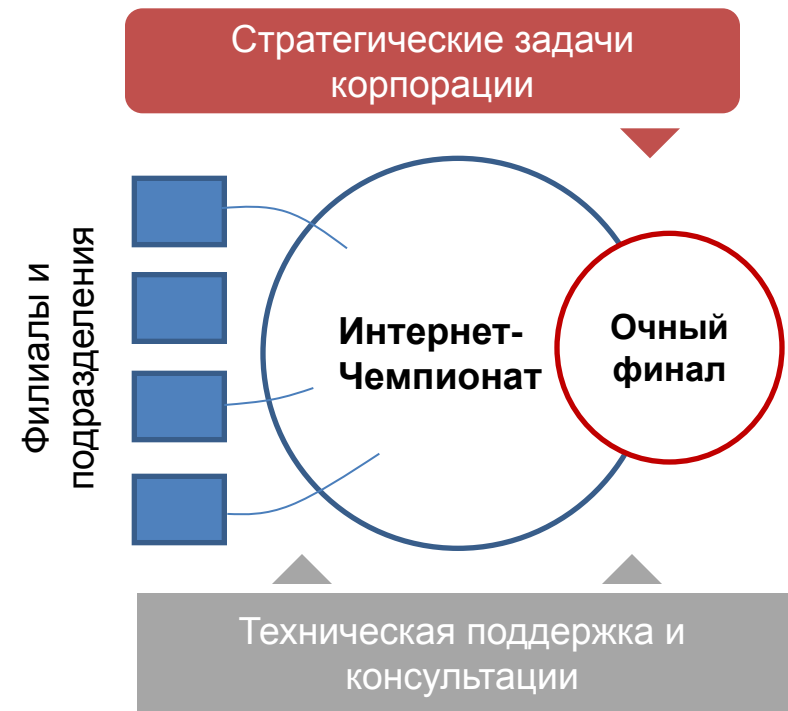 Стратегические задачи
корпорации
Филиалы и
подразделения
Интернет-
Чемпионат
Очный
финал
Техническая поддержка и
консультации